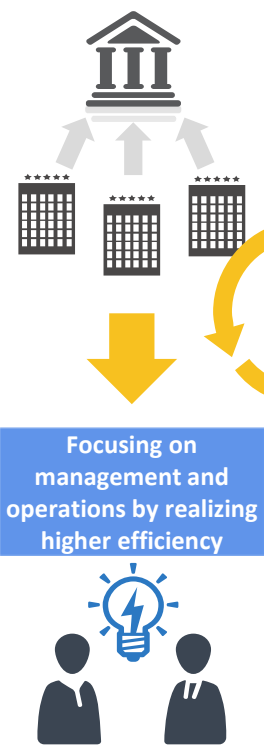 Focusing on
management and
operations by realizing
higher efficiency